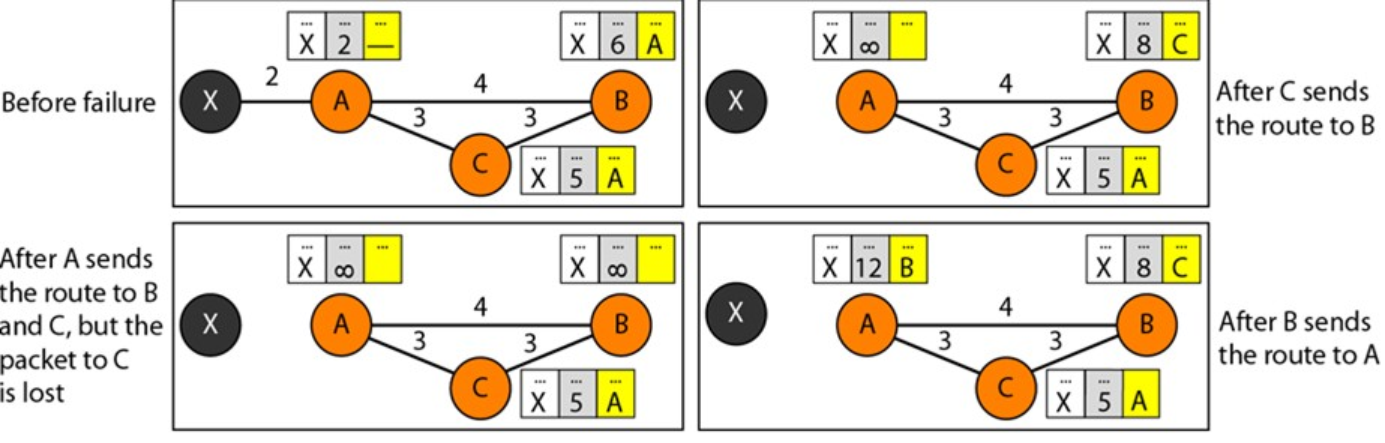 Before failure
...
X
...
2
...
—
...
X
...
6
...
A
2
X
A
4
B
3
3
C
...
X
...
5
...
A
...
X
...
∞
...
...
X
...
8
...
C
X
A
4
B
3
3
C
...
X
...
5
...
A
After C sends
the route to B
After A sends
the route to B
and C, but the
packet to C
is lost
...
X
...
∞
...
...
X
...
∞
...
X
A
4
B
3
3
C
...
X
...
5
...
A
...
X
...
12
...
B
...
X
...
8
...
C
X
A
4
B
3
3
C
...
X
...
5
...
A
After B sends
the route to A